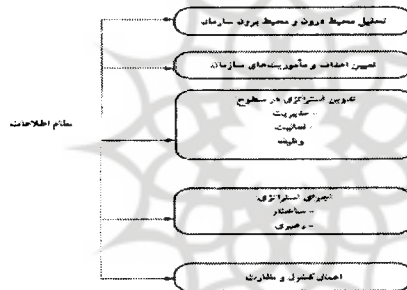 تحلیل محیط درون و محیط برون سازمان
تعیین اهداف و مأموریت‌های سازمان
تدوین استراتژی در سطوح
- مدیریت
- فعالیت
وظیفه
نظام اطلاعات
اجرای استراتژی
- ساختار
- رهبری
اعمال کنترل و نظارت